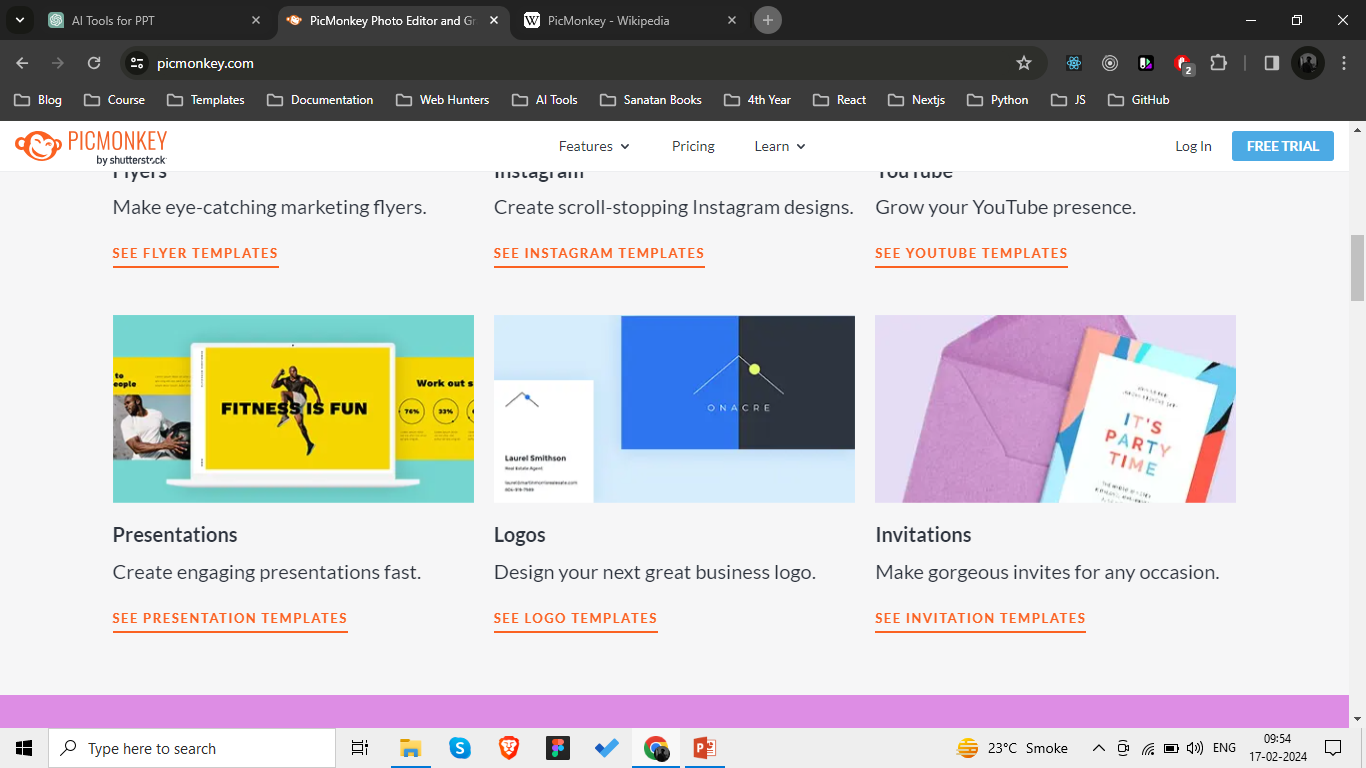 AI Tools for PPT
PicMonkey Photo Editor and Gr
PicMonkey - Wikipedia
picmonkey.com
2
Blog
Course
Templates
Documentation
Web Hunters
AI Tools
Sanatan Books
4th Year
React
Nextjs
Python
JS
GitHub
PICMONKEY
by shutterstock
Features
Pricing
Learn
Log In
FREE TRIAL
Flyers
Instagram
YouTube
Make eye-catching marketing flyers.
Create scroll-stopping Instagram designs.
Grow your YouTube presence.
SEE FLYER TEMPLATES
SEE INSTAGRAM TEMPLATES
SEE YOUTUBE TEMPLATES
to
eople
FITNESS IS FUN
Work out s
76%
33%
Laurel Smithson
Real Estate Agent
ONACRE
IT'S
PARTY
TIME
Presentations
Logos
Invitations
Create engaging presentations fast.
Design your next great business logo.
Make gorgeous invites for any occasion.
SEE PRESENTATION TEMPLATES
SEE LOGO TEMPLATES
SEE INVITATION TEMPLATES
Type here to search
23°C Smoke
ENG
09:54
17-02-2024